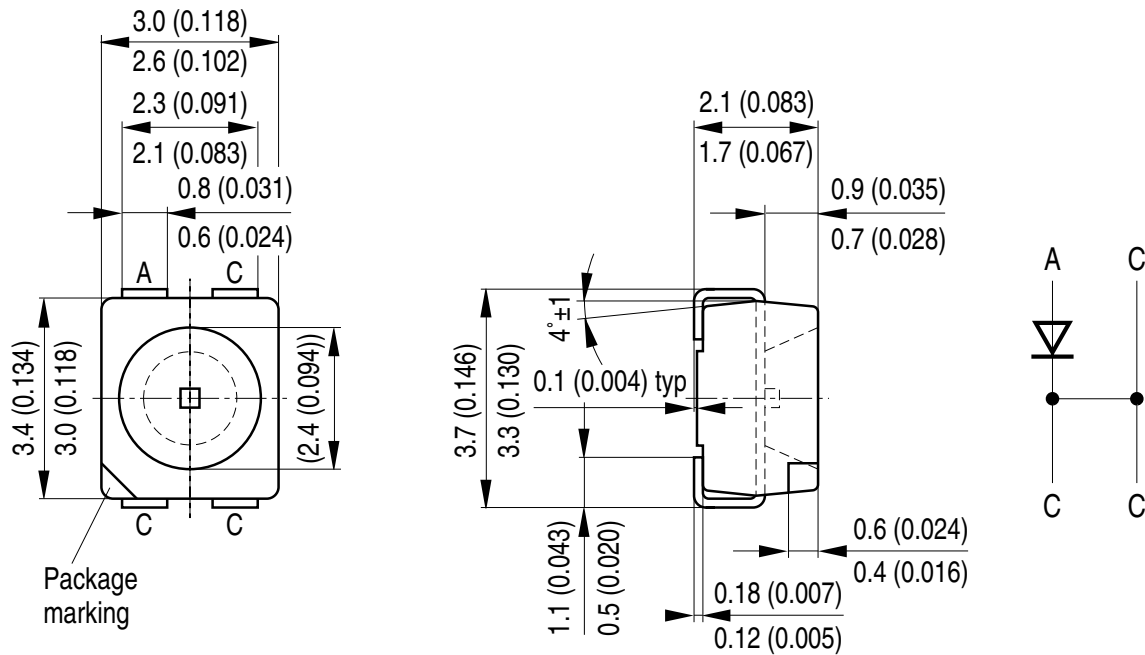 3.0 (0.118)
2.6 (0.102)
2.3 (0.091)
2.1 (0.083)
0.8 (0.031)
0.6 (0.024)
A
C
3.4 (0.134)
3.0 (0.118)
(2.4 (0.094))
C
C
Package
marking
2.1 (0.083)
1.7 (0.067)
0.9 (0.035)
0.7 (0.028)
4°±1
0.1 (0.004) typ
3.7 (0.146)
3.3 (0.130)
1.1 (0.043)
0.5 (0.020)
0.6 (0.024)
0.4 (0.016)
0.18 (0.007)
0.12 (0.005)
A
C
C
C